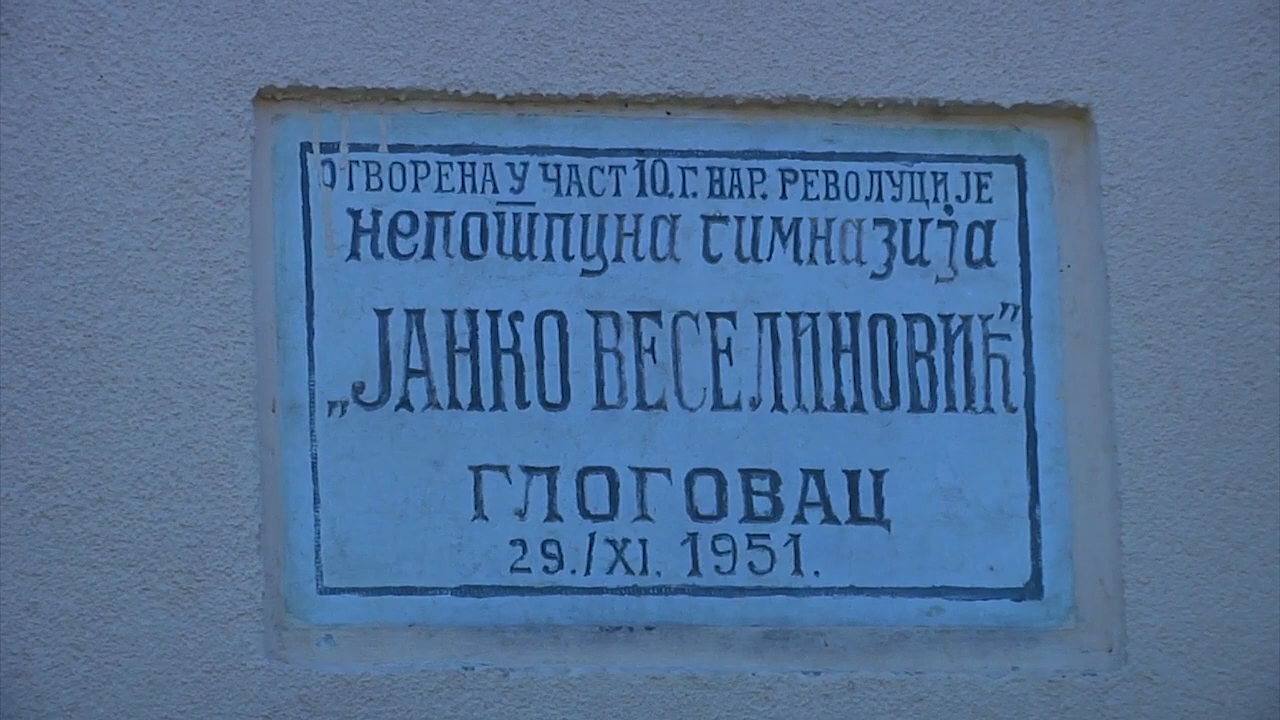 ОТВОРЕНА У ЧАСТ 10.Г. НАР. РЕВОЛУЦИЈЕ
непотпуна гимназија
„ЈАНКО ВЕСЕЛИНОВИЋ”
ГЛОГОВАЦ
29./XI. 1951.